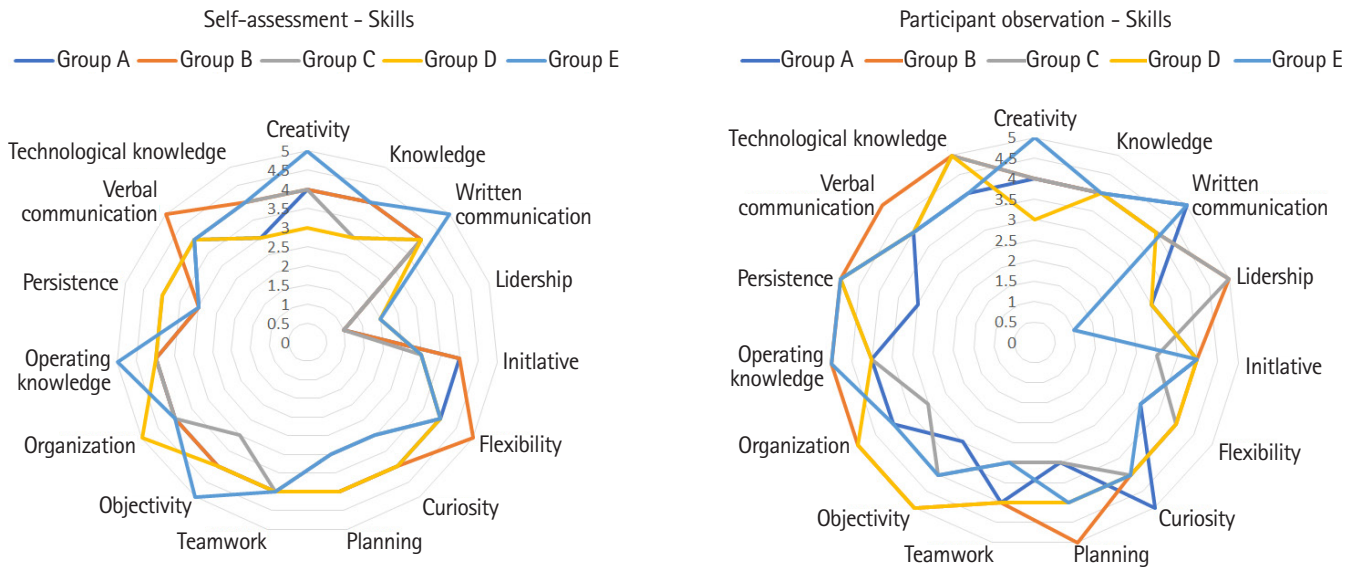 Self-assessment - Skills
Group A Group B Group C Group D Group E
Creativity
Knowledge
Written
communication
Lidership
Initlative
Flexibility
Curiosity
Planning
Teamwork
Objectivity
Organization
Operating
knowledge
Persistence
Verbal
communication
Technological knowledge
5
4.5
4
3.5
3
2.5
2
1.5
1
0.5
0
Participant observation - Skills
Group A Group B Group C Group D Group E
Creativity
Knowledge
Written
communication
Lidership
Initlative
Flexibility
Curiosity
Planning
Teamwork
Objectivity
Organization
Operating
knowledge
Persistence
Verbal
communication
Technological knowledge
5
4.5
4
3.5
3
2.5
2
1.5
1
0.5
0